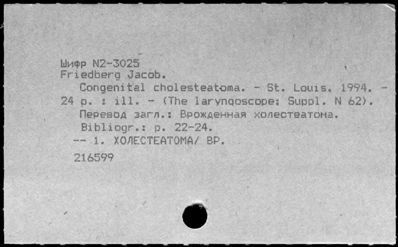 Шифр N2-3025
Friedberg Jacob.
Congenital cholesteatoma. - St. Louis, 1994. -
24 p. : ill. - (The laryngoscope; Suppl. N 62).
Перевод загл.: Врожденная холестеатома.
Bibliogr.: p. 22-24.
-- 1. ХОЛЕСТЕАТОМА/ ВР.
216599